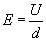 E = U/d